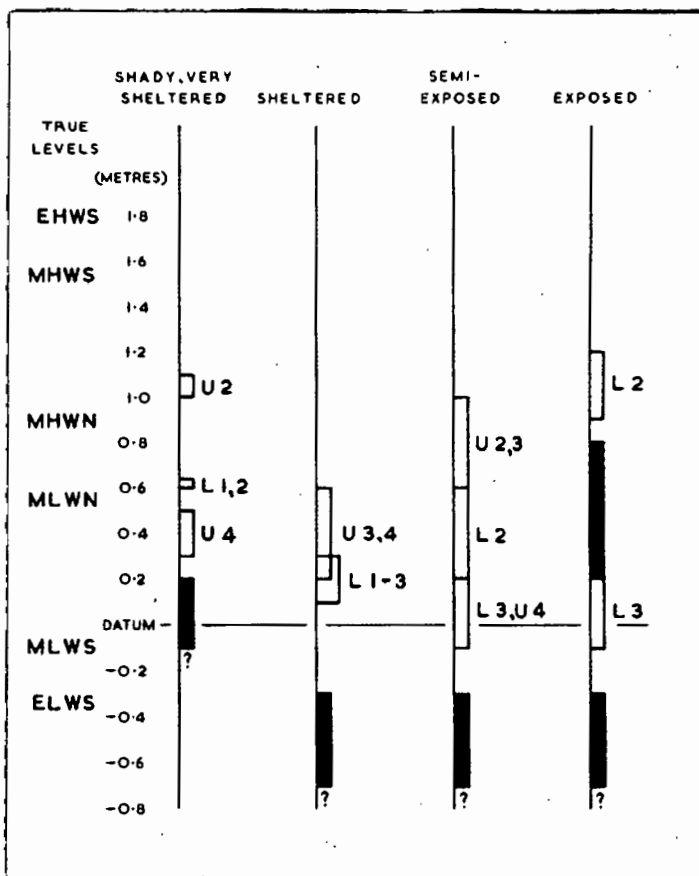 SHADY, VERY SHELTERED
SHELTERED
SEMI-EXPOSED
EXPOSED
TRUE LEVELS
(METRES)
EHWS 1·8
1·6
MHWS
1·4
1·2
L 2
U 2
1·0
MHWN
0·8
U 2,3
0·6
L 1,2
MLWN
0·4
U 4
U 3,4
L 2
0·2
L 1-3
L 3,U 4
L 3
DATUM
MLWS
-0·2
?
ELWS
-0·4
-0·6
? ? ?
-0·8